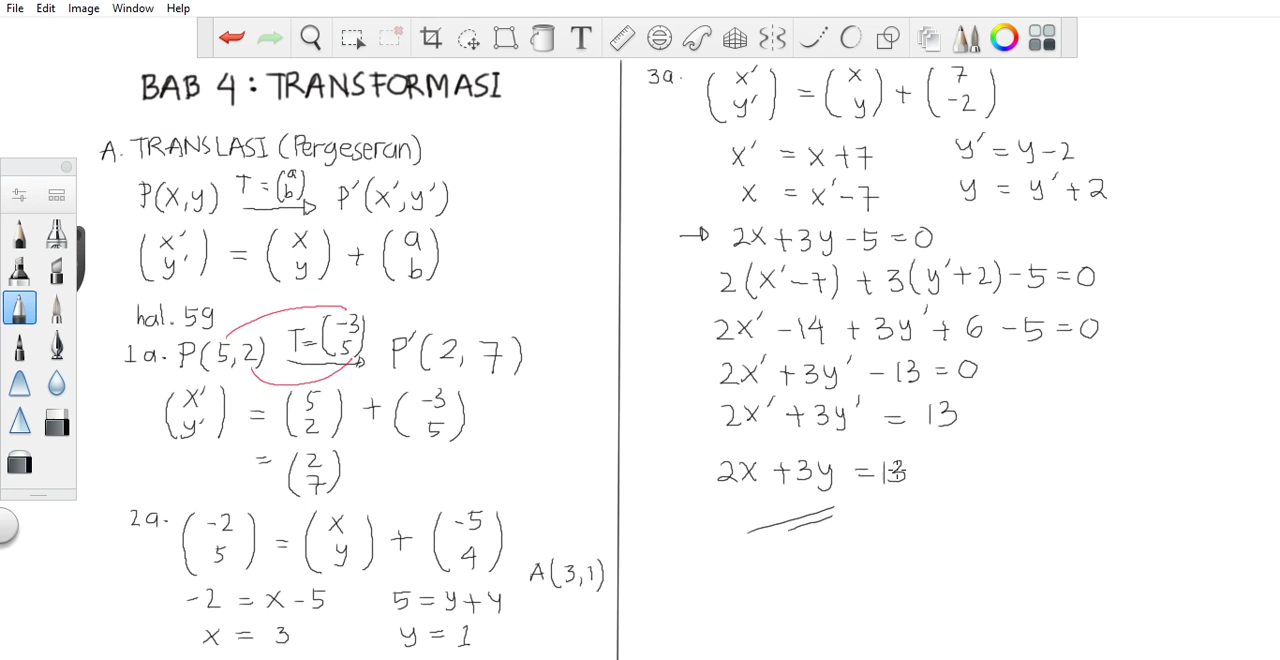 File Edit Image Window Help
BAB 4 : TRANSFORMASI
A. TRANSLASI (Pergeseran)
P(x,y) T = (a b) → P'(x',y')
(x' y') = (x y) + (a b)
hal. 59
1a. P(5,2) T = (-3 5) → P'(2, 7)
(x' y') = (5 2) + (-3 5)
= (2 7)
2a. (-2 5) = (x y) + (-5 4)
A(3,1)
-2 = x - 5 5 = y + 4
x = 3 y = 1
3a. (x' y') = (x y) + (7 -2)
x' = x + 7 y' = y - 2
x = x' - 7 y = y' + 2
→ 2x + 3y - 5 = 0
2(x' - 7) + 3(y' + 2) - 5 = 0
2x' - 14 + 3y' + 6 - 5 = 0
2x' + 3y' - 13 = 0
2x' + 3y' = 13
2x + 3y = 13